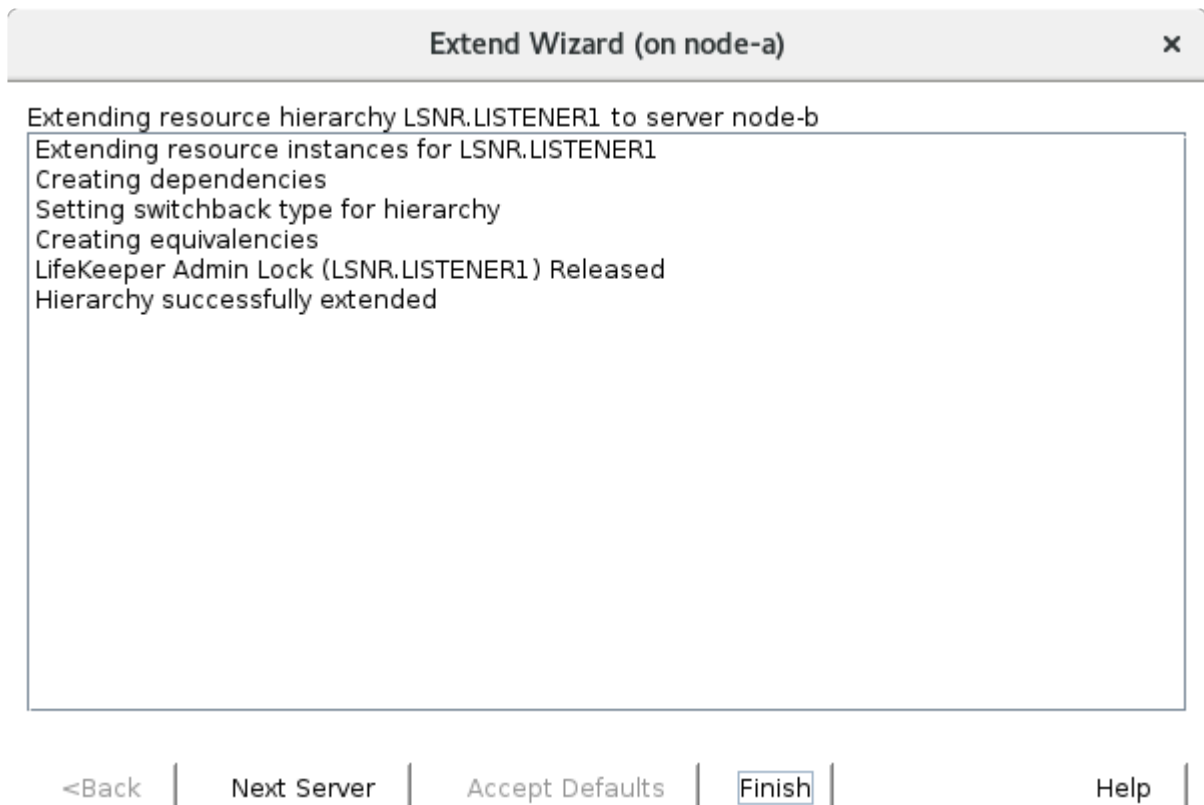 Extend Wizard (on node-a) ×
Extending resource hierarchy LSNR.LISTENER1 to server node-b
Extending resource instances for LSNR.LISTENER1
Creating dependencies
Setting switchback type for hierarchy
Creating equivalencies
LifeKeeper Admin Lock (LSNR.LISTENER1) Released
Hierarchy successfully extended
<Back Next Server Accept Defaults Finish Help